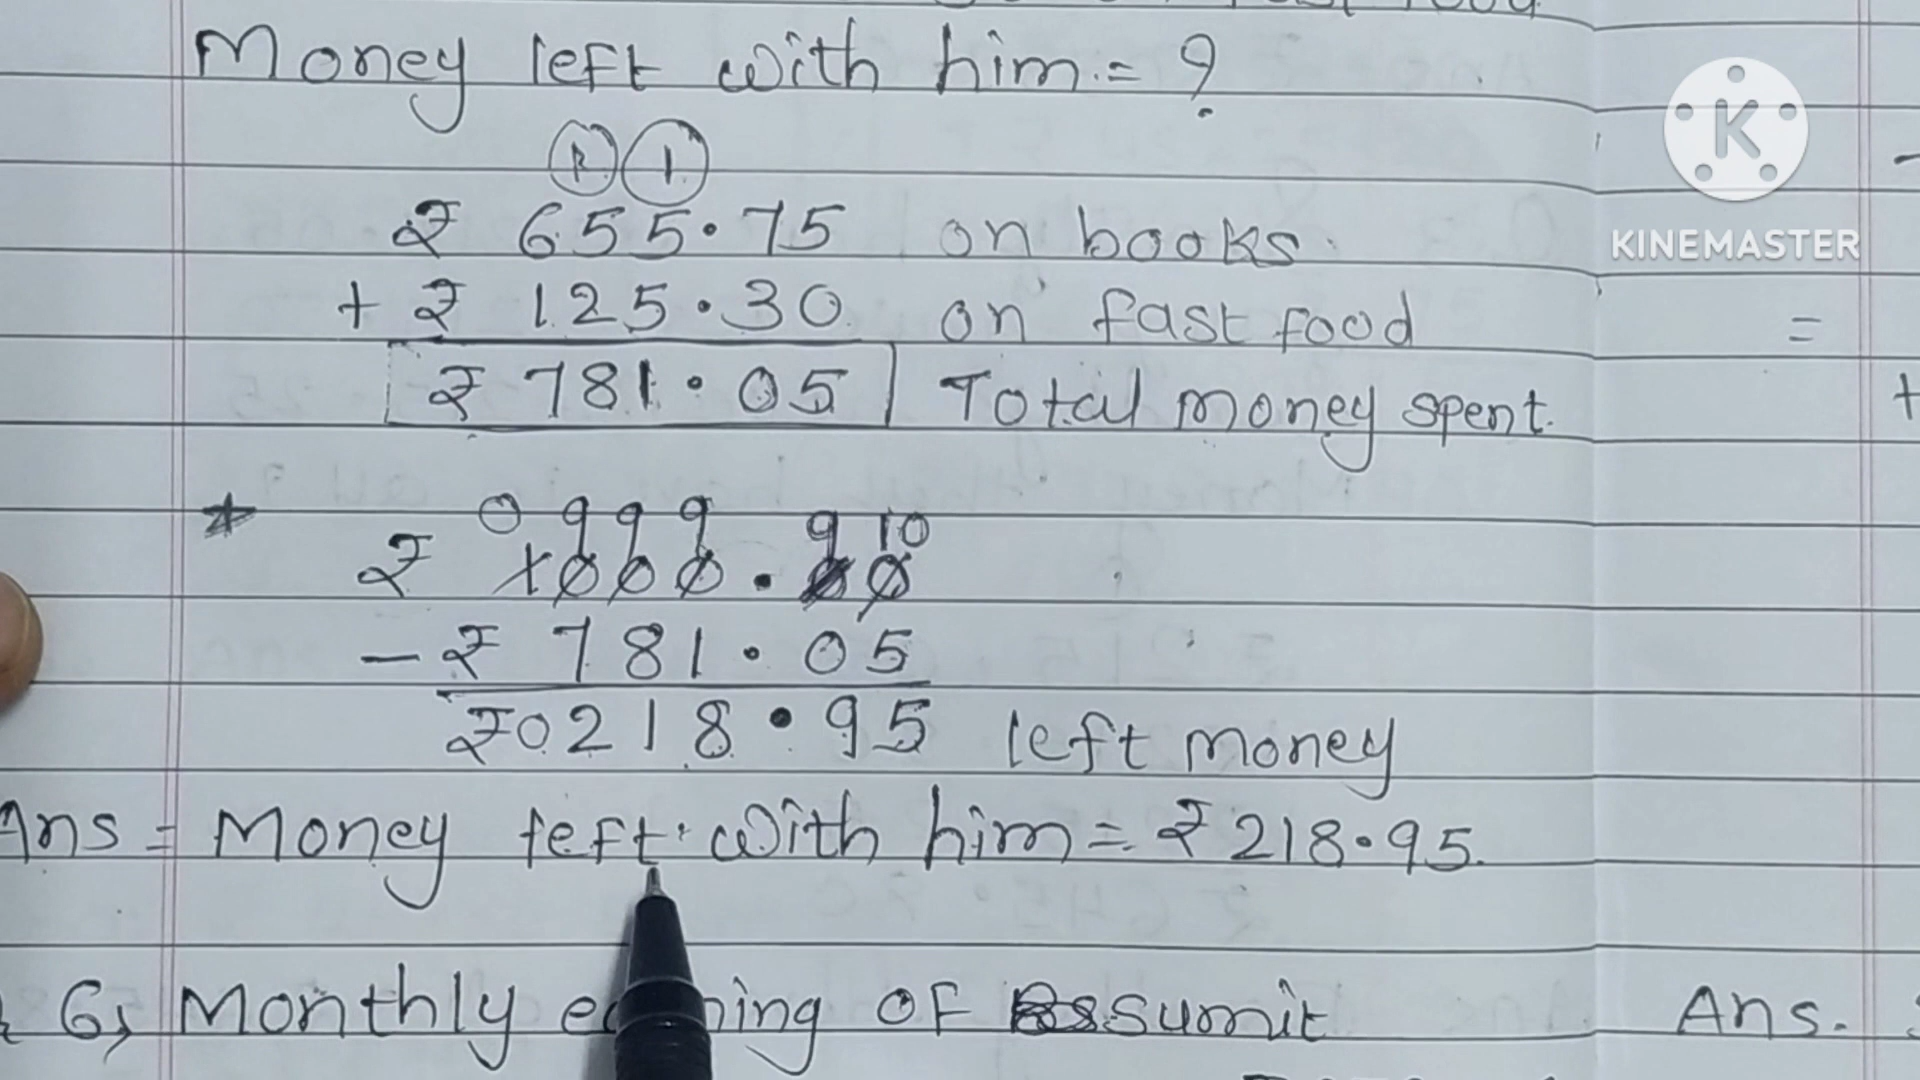 Money left with him = ?
1 1
₹ 655.75 on books.
+ ₹ 125.30 on fast food
₹ 781.05 Total money spent.
0 9 9 9 9 10
₹ 1000.00
- ₹ 781.05
₹0218.95 left money
Ans = Money left with him = ₹218.95.
6, Monthly of sumit
Ans.
K
KINEMASTER
=
+